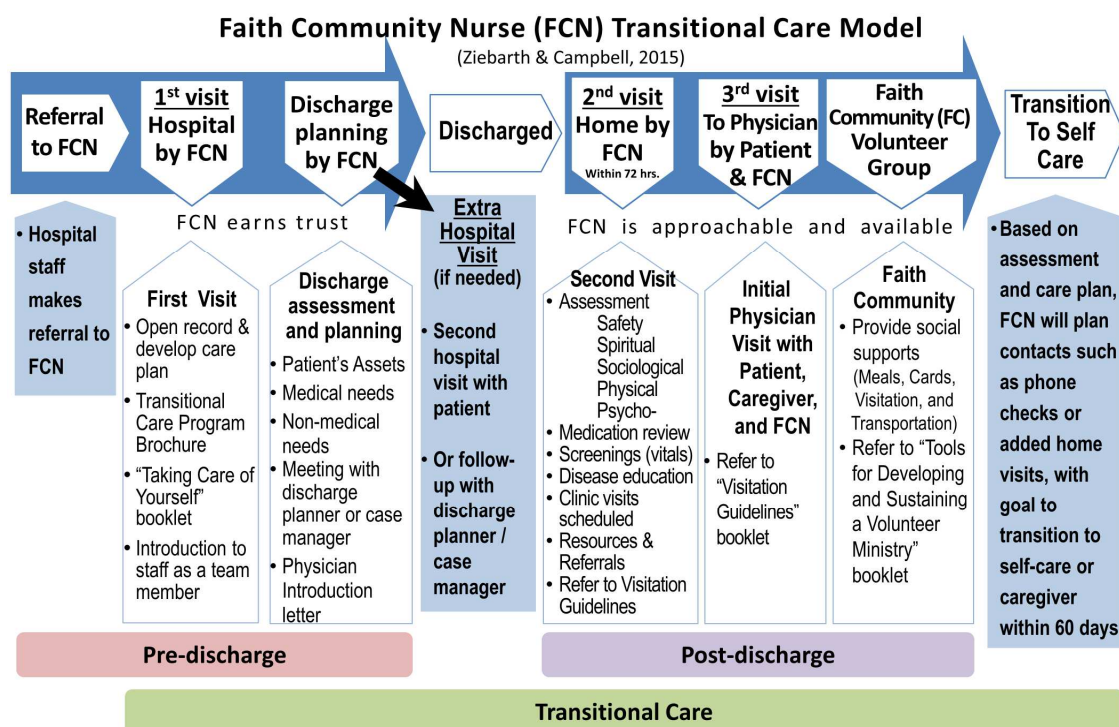 Faith Community Nurse (FCN) Transitional Care Model
(Ziebarth & Campbell, 2015)
Referral
to FCN
1st visit
Hospital
by FCN
Discharge
planning
by FCN
Discharged
2nd visit
Home by
FCN
Within 72 hrs.
3rd visit
To Physician
by Patient
& FCN
Faith
Community (FC)
Volunteer
Group
Transition
To Self
Care
FCN earns trust
FCN is approachable and available
• Hospital
staff
makes
referral to
FCN
First Visit
• Open record &
develop care
plan
• Transitional
Care Program
Brochure
• “Taking Care of
Yourself”
booklet
• Introduction to
staff as a team
member
Discharge
assessment
and planning
• Patient’s Assets
• Medical needs
• Non-medical
needs
• Meeting with
discharge
planner or case
manager
• Physician
Introduction
letter
Extra
Hospital
Visit
(if needed)
• Second
hospital
visit with
patient
• Or follow-
up with
discharge
planner /
case
manager
Second Visit
• Assessment
Safety
Spiritual
Sociological
Physical
Psycho-
• Medication review
• Screenings (vitals)
• Disease education
• Clinic visits
scheduled
• Resources &
Referrals
• Refer to Visitation
Guidelines
Initial
Physician
Visit with
Patient,
Caregiver,
and FCN
• Refer to
“Visitation
Guidelines”
booklet
Faith
Community
• Provide social
supports
(Meals, Cards,
Visitation, and
Transportation)
• Refer to “Tools
for Developing
and Sustaining
a Volunteer
Ministry”
booklet
• Based on
assessment
and care plan,
FCN will plan
contacts such
as phone
checks or
added home
visits, with
goal to
transition to
self-care or
caregiver
within 60 days
Pre-discharge
Post-discharge
Transitional Care